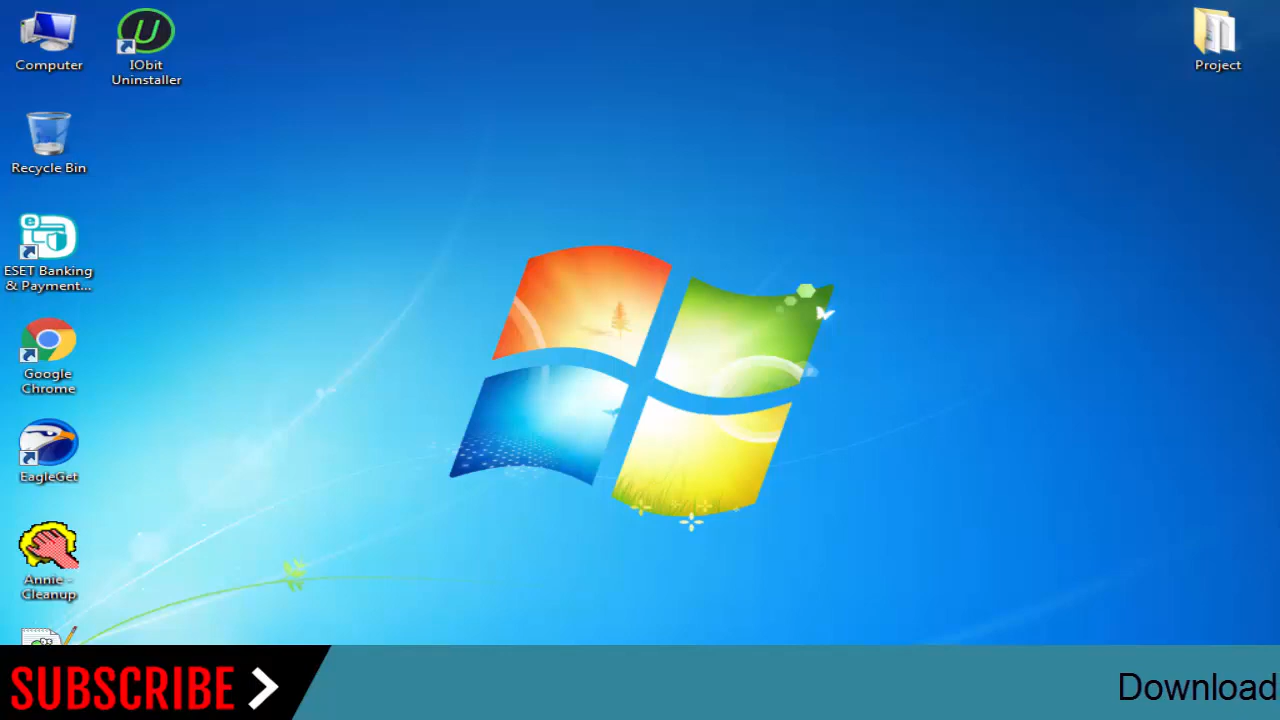 Computer
IObit
Uninstaller
Project
Recycle Bin
ESET Banking
& Payment...
Google
Chrome
EagleGet
Annie -
Cleanup
SUBSCRIBE
Download